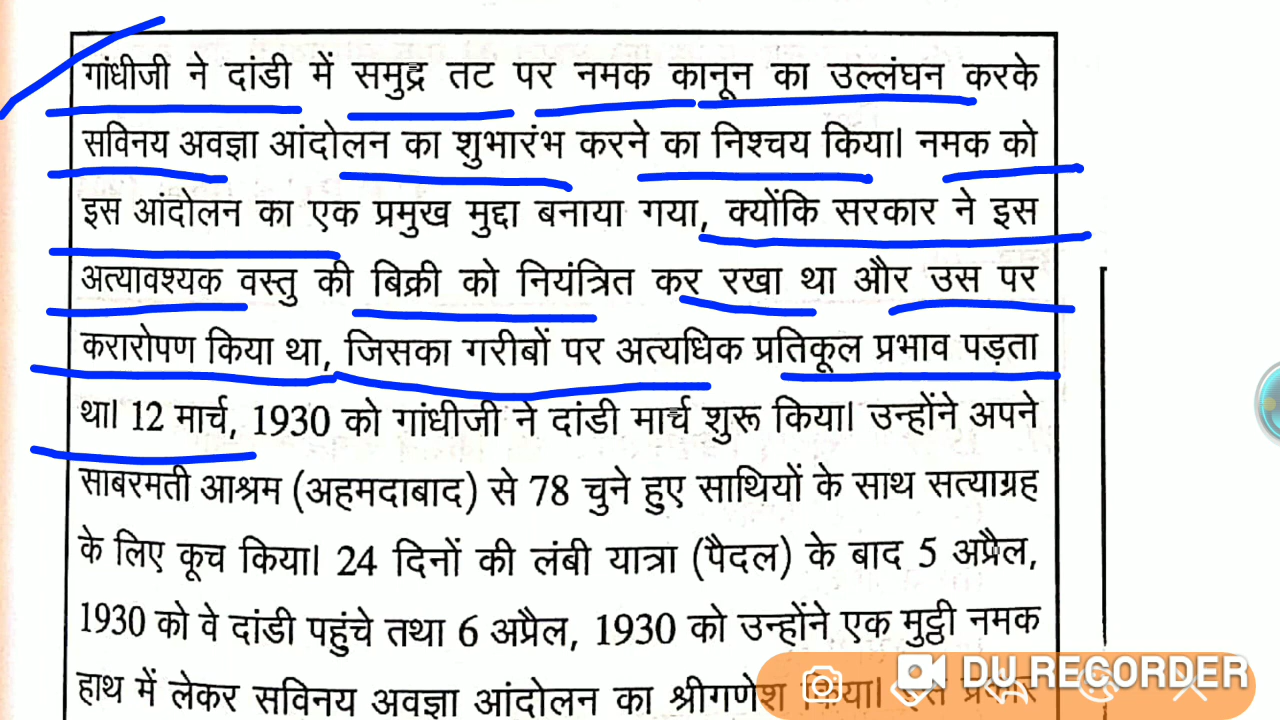 गांधीजी ने दांडी में समुद्र तट पर नमक कानून का उल्लंघन करके
सविनय अवज्ञा आंदोलन का शुभारंभ करने का निश्चय किया। नमक को
इस आंदोलन का एक प्रमुख मुद्दा बनाया गया, क्योंकि सरकार ने इस
अत्यावश्यक वस्तु की बिक्री को नियंत्रित कर रखा था और उस पर
करारोपण किया था, जिसका गरीबों पर अत्यधिक प्रतिकूल प्रभाव पड़ता
था। 12 मार्च, 1930 को गांधीजी ने दांडी मार्च शुरू किया। उन्होंने अपने
साबरमती आश्रम (अहमदाबाद) से 78 चुने हुए साथियों के साथ सत्याग्रह
के लिए कूच किया। 24 दिनों की लंबी यात्रा (पैदल) के बाद 5 अप्रैल,
1930 को वे दांडी पहुंचे तथा 6 अप्रैल, 1930 को उन्होंने एक मुट्ठी नमक
हाथ में लेकर सविनय अवज्ञा आंदोलन का श्रीगणेश किया।
DU RECORDER